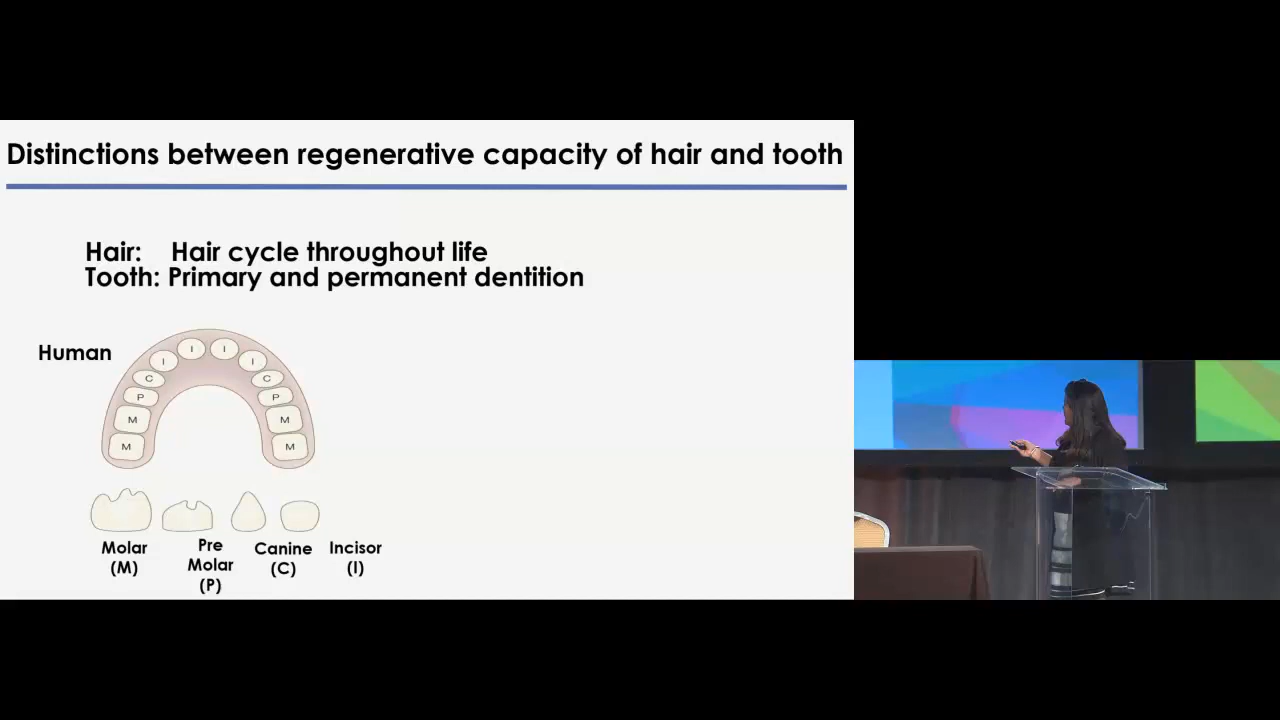 Distinctions between regenerative capacity of hair and tooth
Hair: Hair cycle throughout life
Tooth: Primary and permanent dentition
Human
I I I I
C C
P P
M M
M M
Molar (M)
Pre Molar (P)
Canine (C)
Incisor (I)